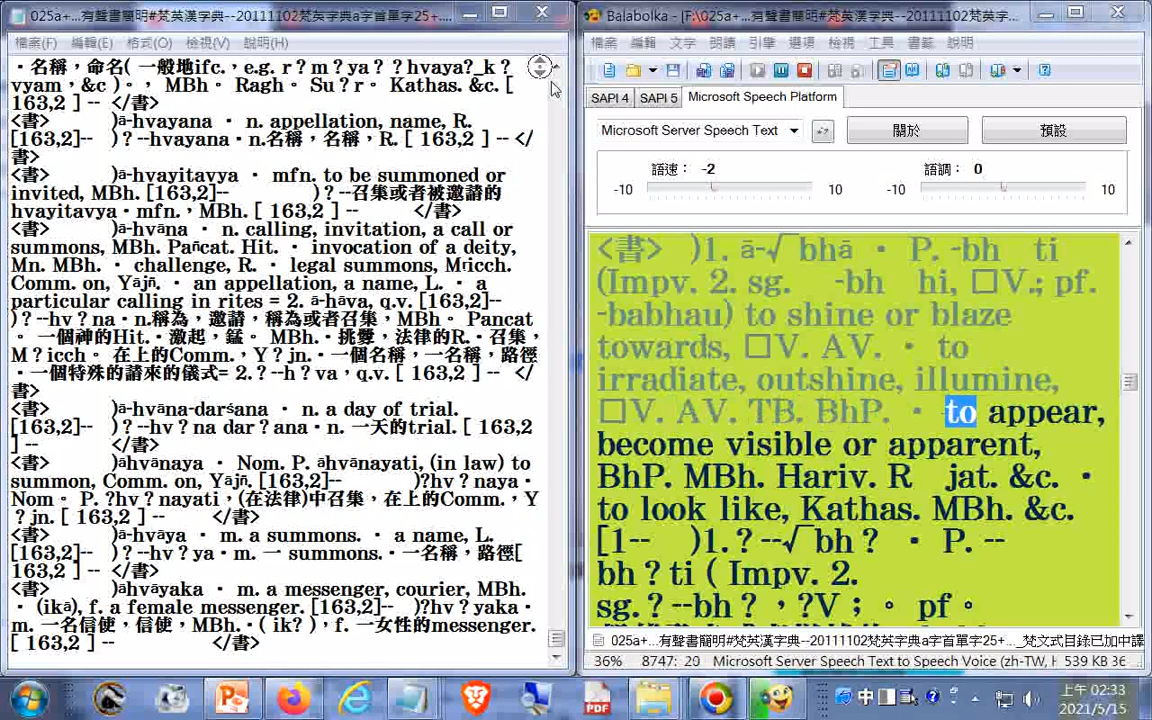 025a+...有聲書簡明#梵英漢字典--20111102梵英字典a字首單字25+...
檔案(F) 編輯(E) 格式(O) 檢視(V) 說明(H)
・名稱，命名( 一般地ifc.，e.g. r？m？ya？？hvaya?_k？
vyam，&c )。，MBh。Ragh。Su？r。Kathas. &c. [
163,2 ] -- </書>
<書> )ā-hvayana ・ n. appellation, name, R.
[163,2]-- )？--hvayana・n.名稱，名稱，R. [ 163,2 ] -- </
書>
<書> )ā-hvayitavya ・ mfn. to be summoned or
invited, MBh. [163,2]-- )？--召集或者被邀請的
hvayitavya・mfn.，MBh. [ 163,2 ] -- </書>
<書> )ā-hvāna ・ n. calling, invitation, a call or
summons, MBh. Pañcat. Hit. ・ invocation of a deity,
Mn. MBh. ・ challenge, R. ・ legal summons, Mṛicch.
Comm. on, Yājñ. ・ an appellation, a name, L. ・ a
particular calling in rites = 2. ā-hāva, q.v. [163,2]--
)？--hv？na・n.稱為，邀請，稱為或者召集，MBh。Pancat
。一個神的Hit.・激起，錳。 MBh.・挑釁，法律的R.・召集，
M？icch。 在上的Comm.，Y？jn.・一個名稱，一名稱，路徑
・一個特殊的請來的儀式= 2.？--h？va，q.v. [ 163,2 ] -- </
書>
<書> )ā-hvāna-darśana ・ n. a day of trial.
[163,2]-- )？--hv？na dar？ana・n. 一天的trial. [ 163,2
] -- </書>
<書> )āhvānaya ・ Nom. P. āhvānayati, (in law) to
summon, Comm. on, Yājñ. [163,2]-- )?hv？naya・
Nom。 P. ?hv？nayati，(在法律)中召集，在上的Comm.，Y
？jn. [ 163,2 ] -- </書>
<書> )ā-hvāya ・ m. a summons. ・ a name, L.
[163,2]-- )？--hv？ya・m. 一 summons.・一名稱，路徑[
163,2 ] -- </書>
<書> )āhvāyaka ・ m. a messenger, courier, MBh.
・ (ikā), f. a female messenger. [163,2]-- )?hv？yaka・
m. 一名信使，信使，MBh.・( ik？)，f. 一女性的messenger.
[ 163,2 ] -- </書>
Balabolka - [F:\025a+...有聲書簡明#梵英漢字典--20111102梵英字...
檔案 編輯 文字 朗讀 引擎 選項 檢視 工具 書籤 說明
SAPI 4 SAPI 5 Microsoft Speech Platform
Microsoft Server Speech Text 關於 預設
語速： -2 語調： 0
-10 10 -10 10
<書> )1. ā-√bhā ・ P. -bh ti
(Impv. 2. sg. -bh hi, □V.; pf.
-babhau) to shine or blaze
towards, □V. AV. ・ to
irradiate, outshine, illumine,
□V. AV. TB. BhP. ・ to appear,
become visible or apparent,
BhP. MBh. Hariv. R jat. &c. ・
to look like, Kathas. MBh. &c.
[1-- )1.？--√bh？ ・ P. --
bh？ti ( Impv. 2.
sg.？--bh？，?V；。pf。
025a+...有聲書簡明#梵英漢字典--20111102梵英字典a字首單字25+..._梵文式目錄已加中譯
36% 8747: 20 Microsoft Server Speech Text to Speech Voice (zh-TW, H 539 KB 36
中
上午 02:33
2021/5/15